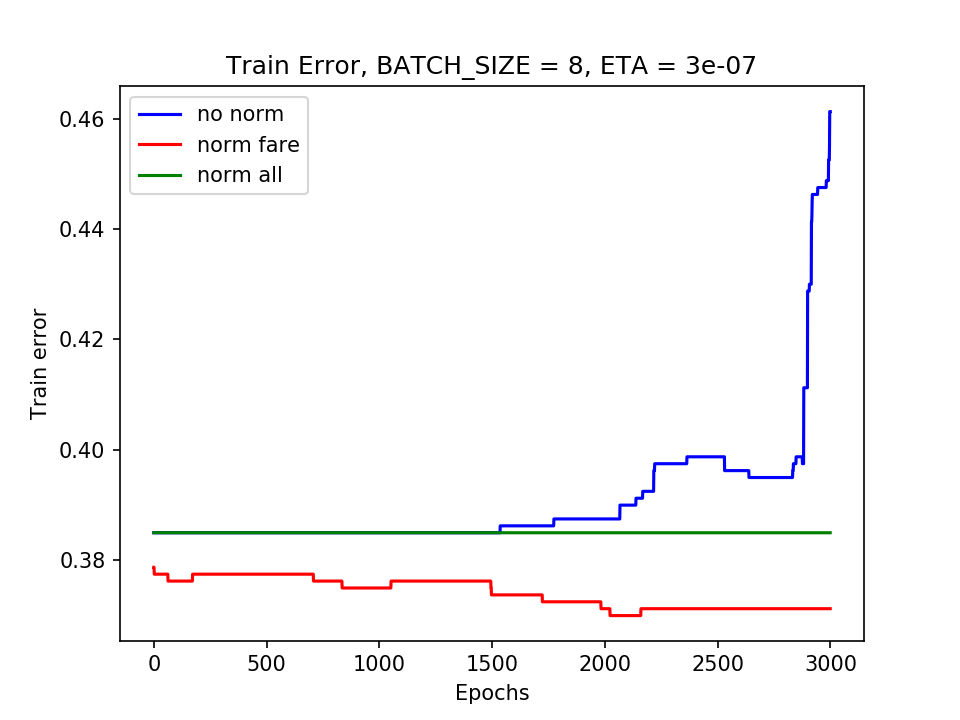 Train Error, BATCH_SIZE = 8, ETA = 3e-07
no norm
norm fare
norm all
0.46
0.44
0.42
0.40
0.38
Train error
0 500 1000 1500 2000 2500 3000
Epochs